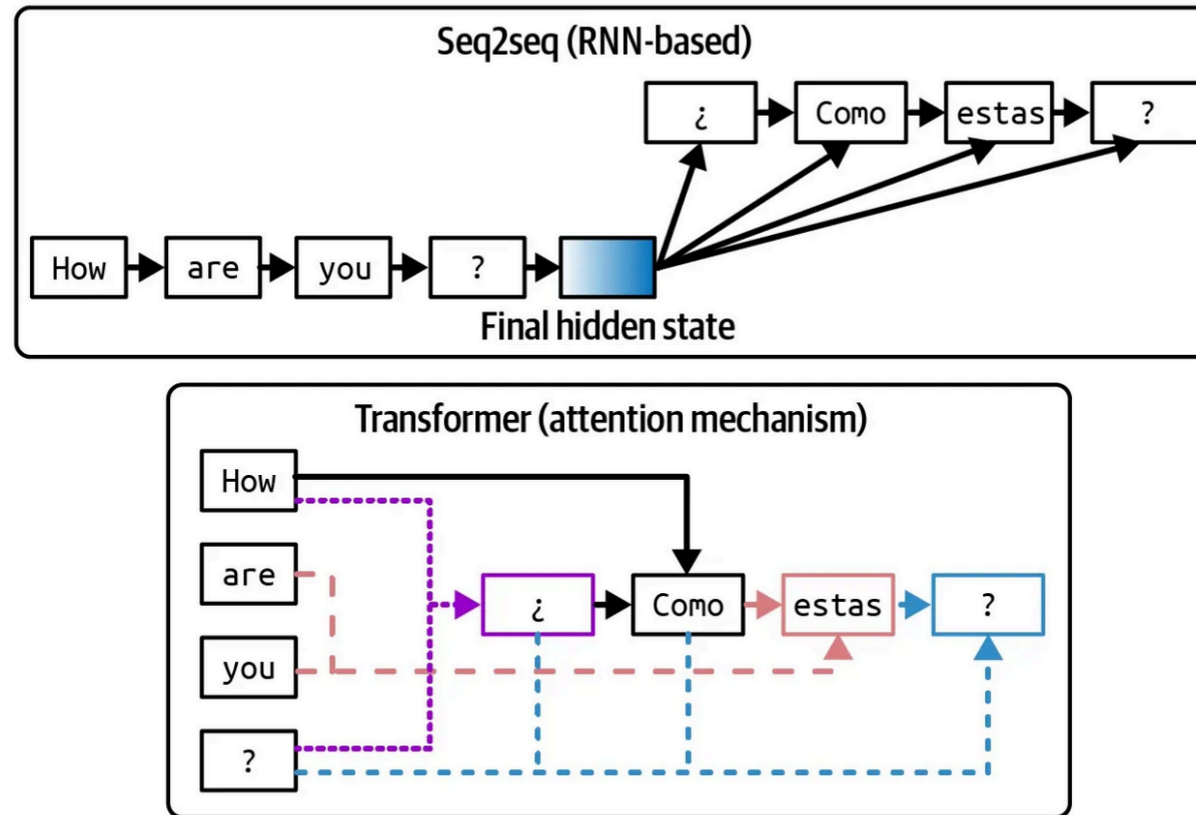 Seq2seq (RNN-based)
¿ Como estas ?
How are you ?
Final hidden state
Transformer (attention mechanism)
How
are
¿ Como estas ?
you
?